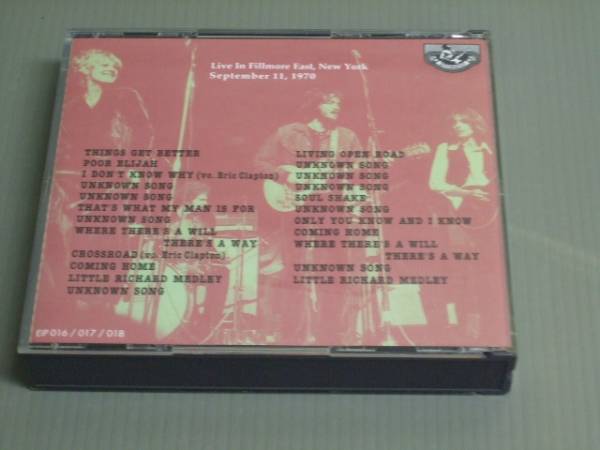 Live In Fillmore East, New York
September 11, 1970
THINGS GET BETTER
POOR ELIJAH
I DON'T KNOW WHY (vo. Eric Clapton)
UNKNOWN SONG
UNKNOWN SONG
THAT'S WHAT MY MAN IS FOR
UNKNOWN SONG
WHERE THERE'S A WILL
THERE'S A WAY
CROSSROAD (vo. Eric Clapton)
COMING HOME
LITTLE RICHARD MEDLEY
UNKNOWN SONG
LIVING OPEN ROAD
UNKNOWN SONG
UNKNOWN SONG
UNKNOWN SONG
SOUL SHAKE
UNKNOWN SONG
ONLY YOU KNOW AND I KNOW
COMING HOME
WHERE THERE'S A WILL
THERE'S A WAY
UNKNOWN SONG
LITTLE RICHARD MEDLEY
EP 016 / 017 / 018